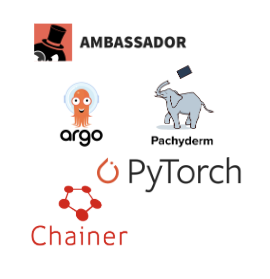 AMBASSADOR
argo
Pachyderm
PyTorch
Chainer